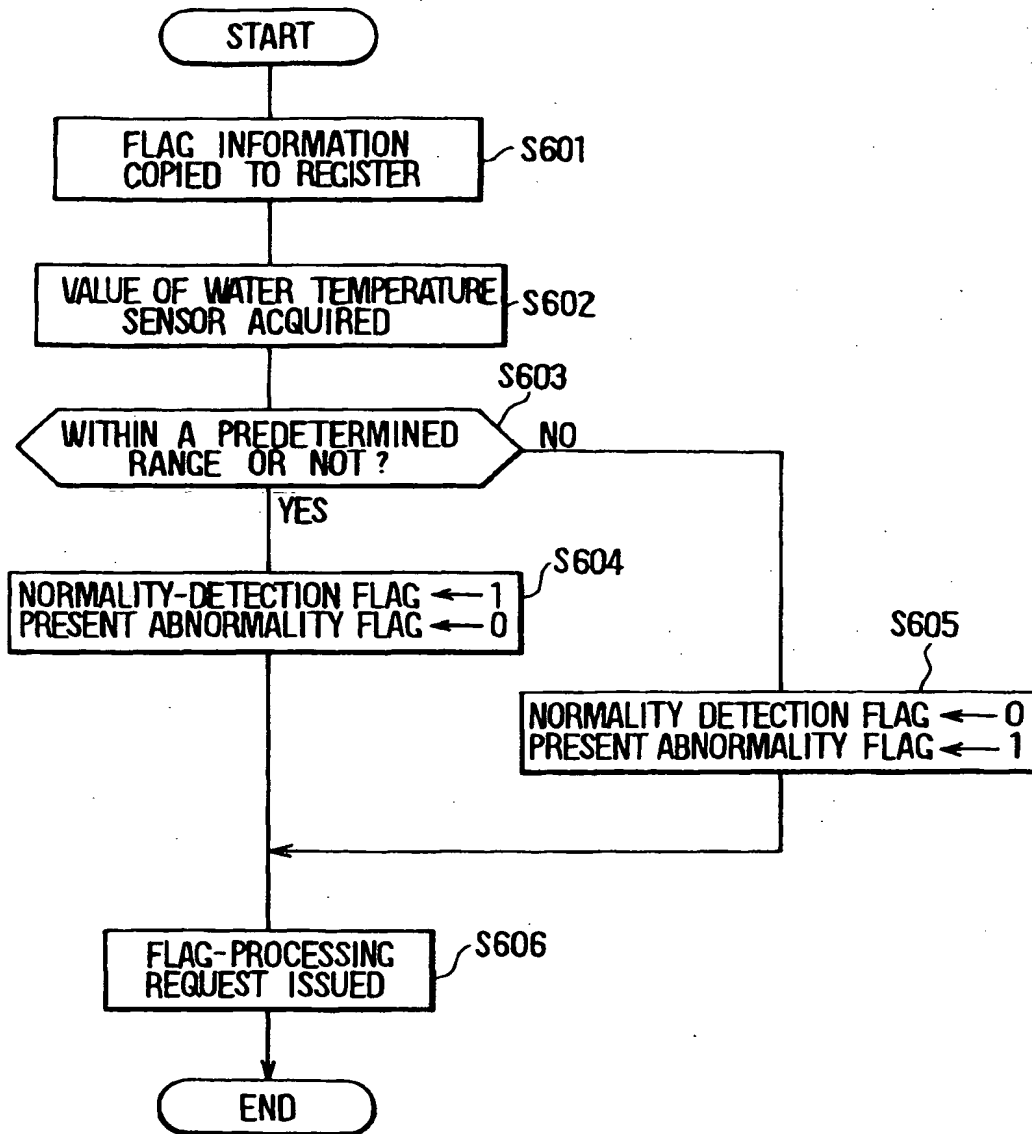 START
FLAG INFORMATION
COPIED TO REGISTER
S601
VALUE OF WATER TEMPERATURE
SENSOR ACQUIRED
S602
S603
WITHIN A PREDETERMINED
RANGE OR NOT?
NO
YES
S604
NORMALITY-DETECTION FLAG ← 1
PRESENT ABNORMALITY FLAG ← 0
S605
NORMALITY DETECTION FLAG ← 0
PRESENT ABNORMALITY FLAG ← 1
FLAG-PROCESSING
REQUEST ISSUED
S606
END